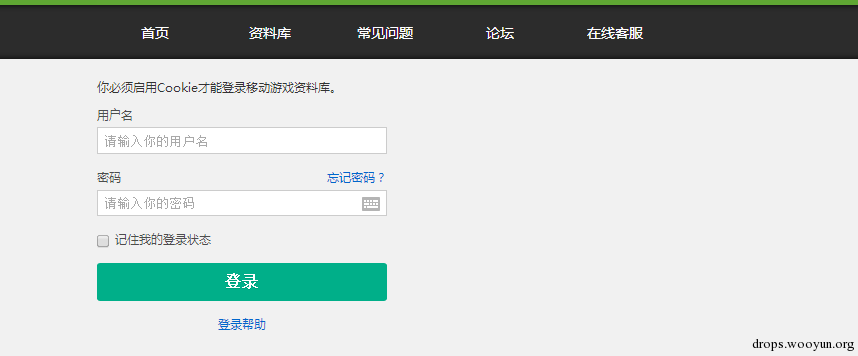 首页 资料库 常见问题 论坛 在线客服
你必须启用Cookie才能登录移动游戏资料库。
用户名
请输入你的用户名
密码 忘记密码？
请输入你的密码
记住我的登录状态
登录
登录帮助
drops.wooyun.org